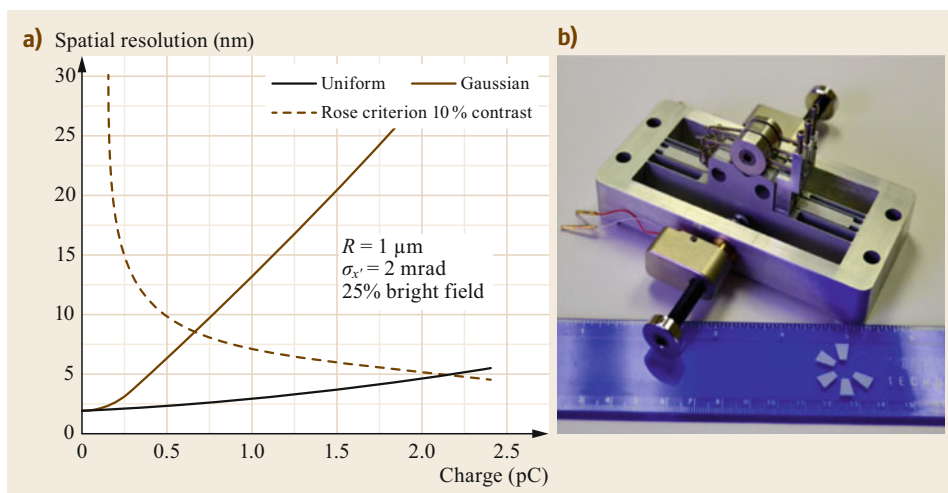 a) Spatial resolution (nm)
30
25
20
15
10
5
0
Uniform Gaussian
Rose criterion 10% contrast
R = 1 µm
σx′ = 2 mrad
25% bright field
0 0.5 1.0 1.5 2.0 2.5
Charge (pC)
b)